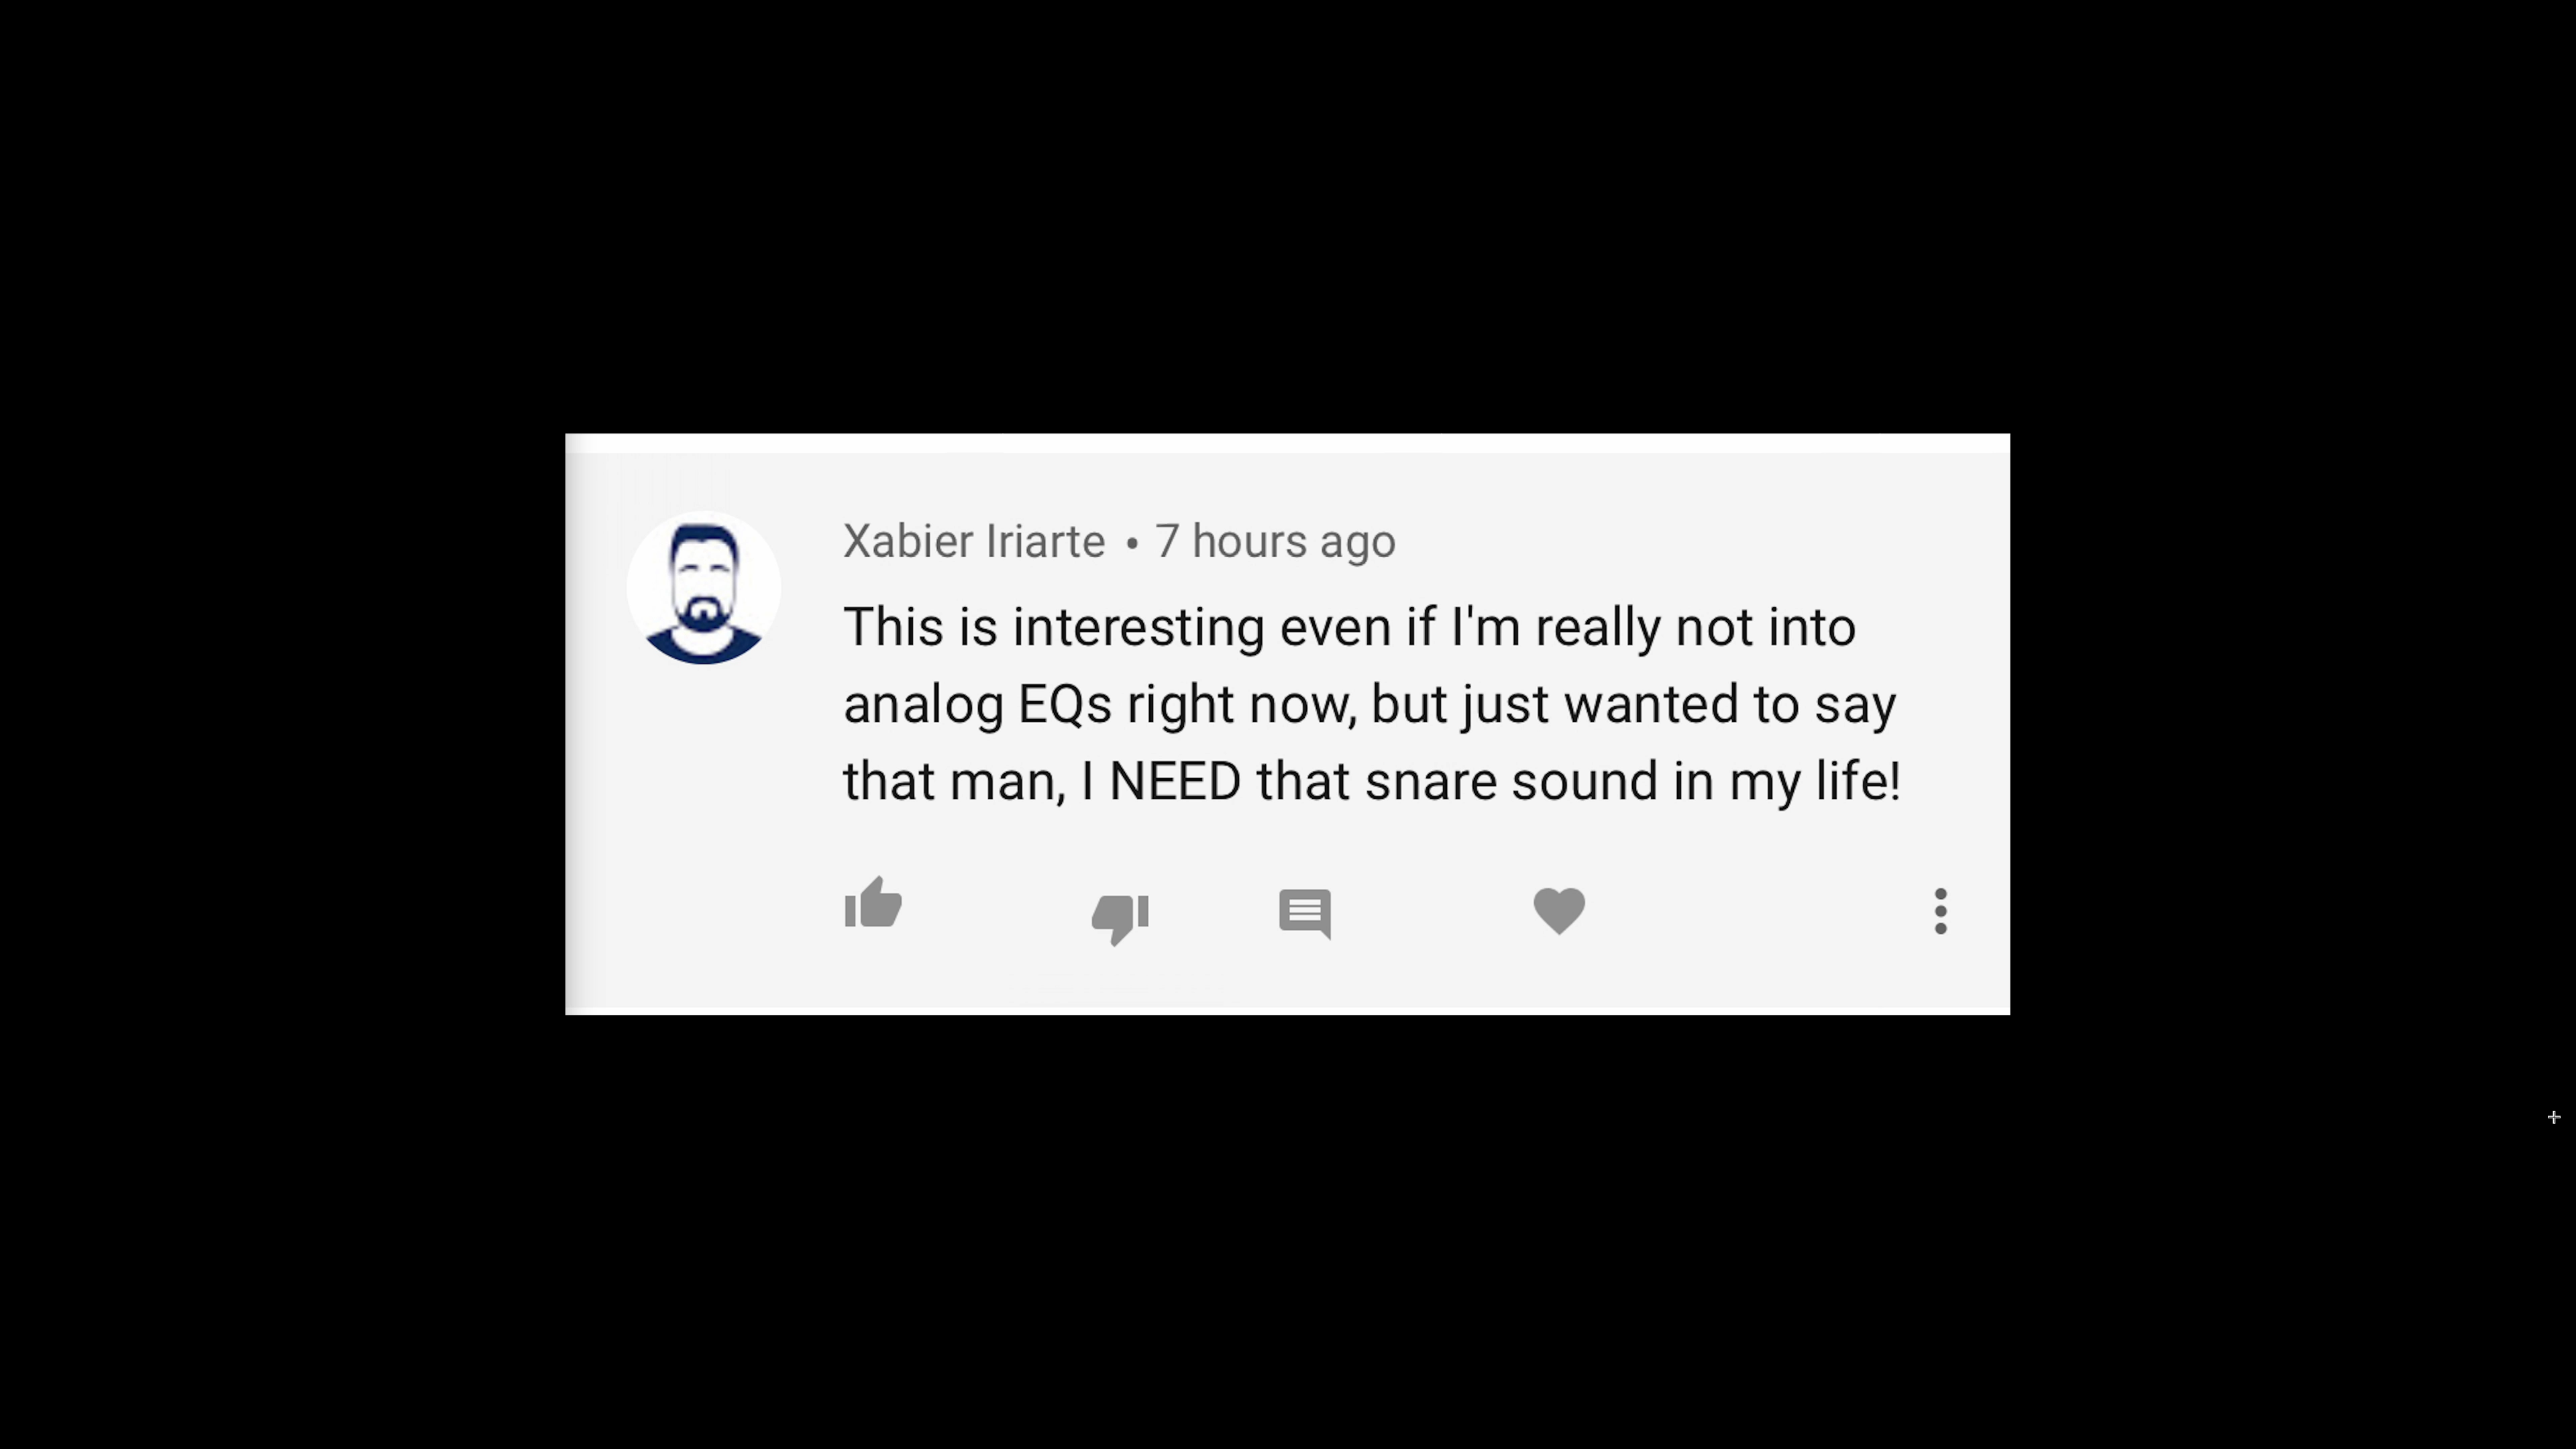 Xabier Iriarte • 7 hours ago
This is interesting even if I'm really not into
analog EQs right now, but just wanted to say
that man, I NEED that snare sound in my life!